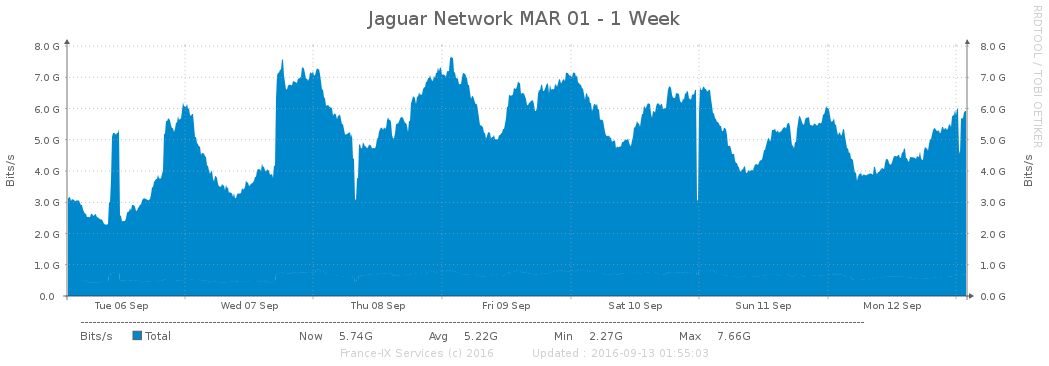 Jaguar Network MAR 01 - 1 Week
RRDTOOL / TOBI OETIKER
Bits/s
8.0 G 8.0 G
7.0 G 7.0 G
6.0 G 6.0 G
5.0 G 5.0 G
4.0 G 4.0 G
3.0 G 3.0 G
2.0 G 2.0 G
1.0 G 1.0 G
0.0 0.0 G
Bits/s
Tue 06 Sep Wed 07 Sep Thu 08 Sep Fri 09 Sep Sat 10 Sep Sun 11 Sep Mon 12 Sep
Bits/s Total Now 5.74G Avg 5.22G Min 2.27G Max 7.66G
France-IX Services (c) 2016 Updated : 2016-09-13 01:55:03